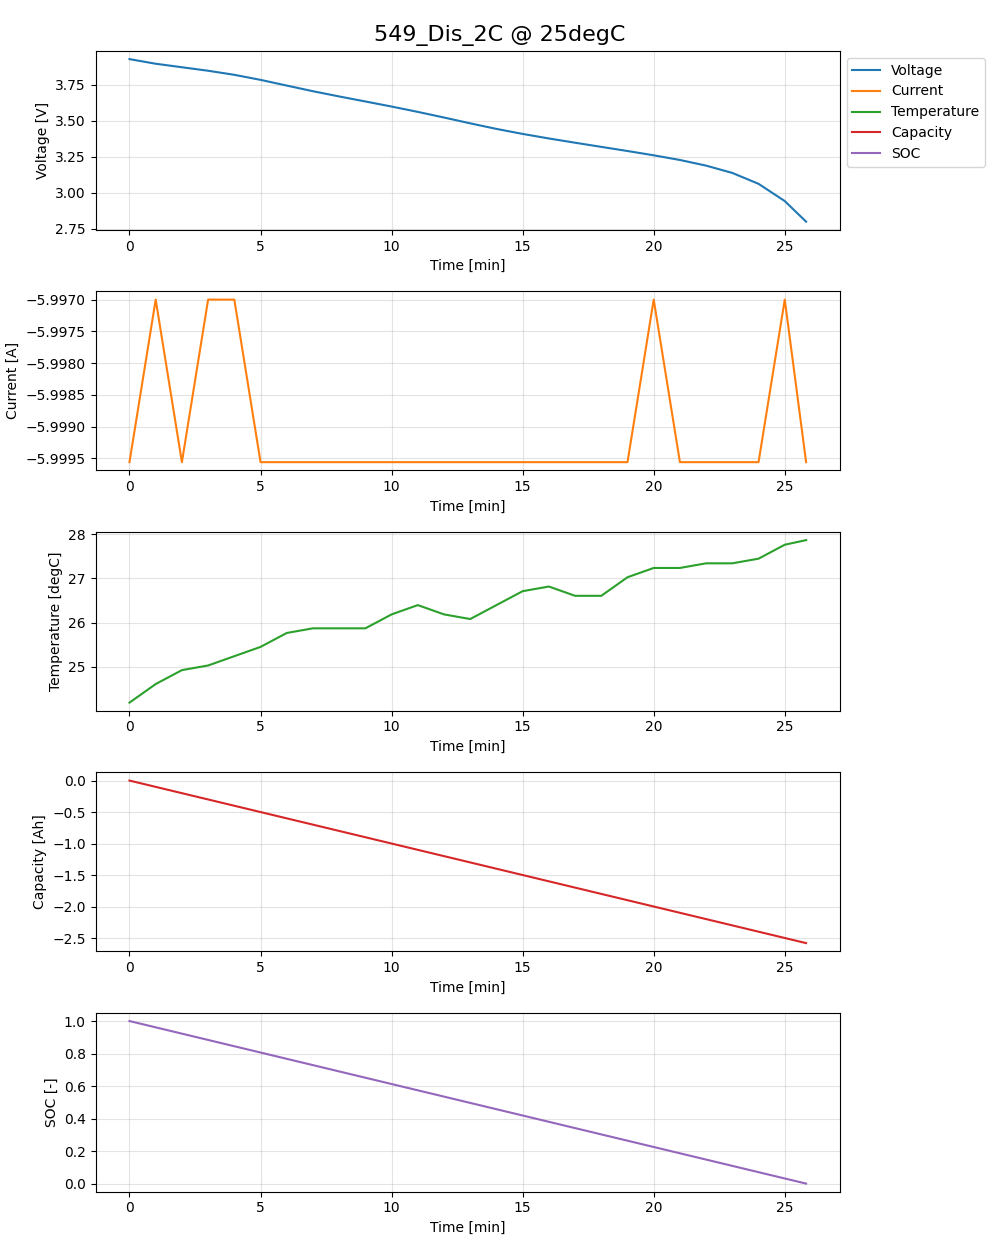 549_Dis_2C @ 25degC
Voltage
Current
Temperature
Capacity
SOC
Voltage [V]
3.75
3.50
3.25
3.00
2.75
0 5 10 15 20 25
Time [min]
Current [A]
−5.9970
−5.9975
−5.9980
−5.9985
−5.9990
−5.9995
0 5 10 15 20 25
Time [min]
Temperature [degC]
28
27
26
25
0 5 10 15 20 25
Time [min]
Capacity [Ah]
0.0
−0.5
−1.0
−1.5
−2.0
−2.5
0 5 10 15 20 25
Time [min]
SOC [-]
1.0
0.8
0.6
0.4
0.2
0.0
0 5 10 15 20 25
Time [min]